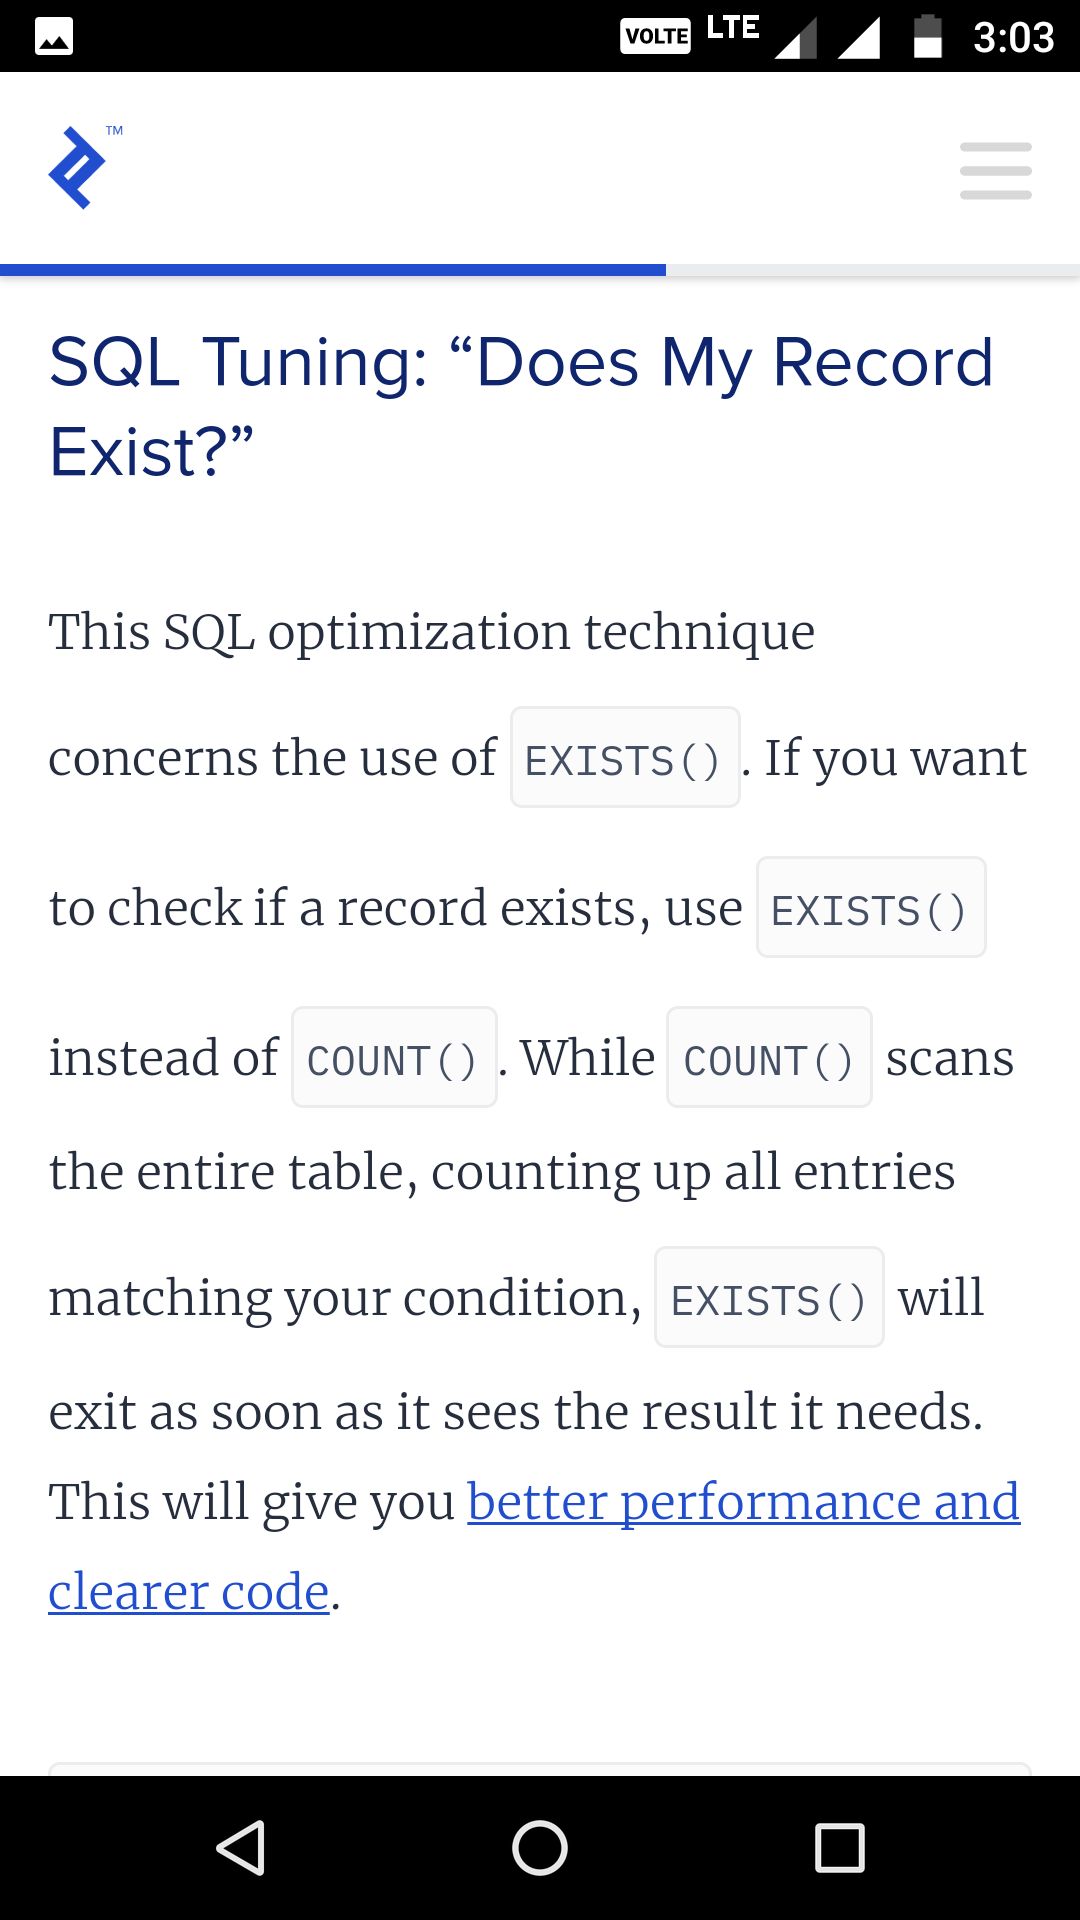 VOLTE LTE 3:03
TM
SQL Tuning: “Does My Record
Exist?”
This SQL optimization technique
concerns the use of EXISTS(). If you want
to check if a record exists, use EXISTS()
instead of COUNT(). While COUNT() scans
the entire table, counting up all entries
matching your condition, EXISTS() will
exit as soon as it sees the result it needs.
This will give you better performance and
clearer code.